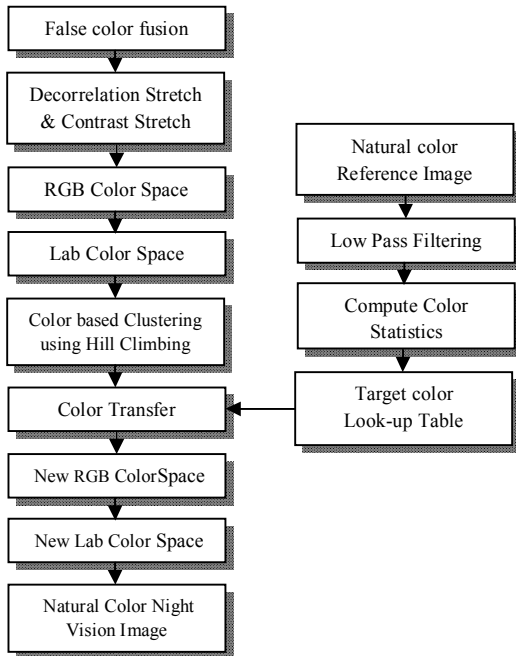 False color fusion
Decorrelation Stretch
& Contrast Stretch
RGB Color Space
Lab Color Space
Color based Clustering
using Hill Climbing
Color Transfer
New RGB ColorSpace
New Lab Color Space
Natural Color Night
Vision Image
Natural color
Reference Image
Low Pass Filtering
Compute Color
Statistics
Target color
Look-up Table